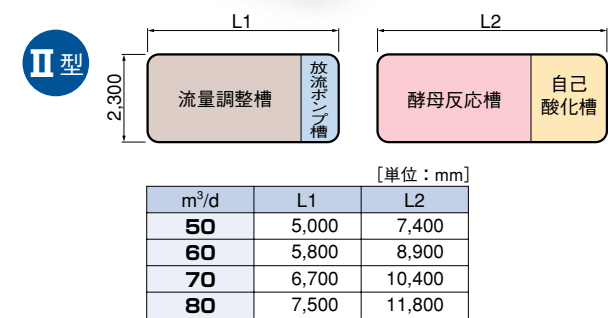 Ⅱ 型
L1
L2
2,300
流量調整槽
放流ポンプ槽
酵母反応槽
自己
酸化槽
［単位：mm］
m³/d L1 L2
50 5,000 7,400
60 5,800 8,900
70 6,700 10,400
80 7,500 11,800